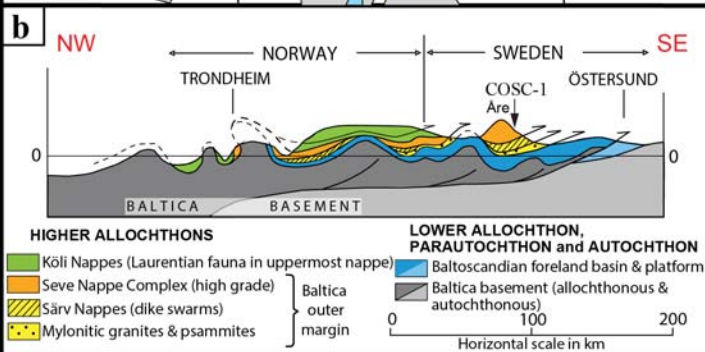 b
NW
SE
NORWAY
SWEDEN
TRONDHEIM
COSC-1
Åre
ÖSTERSUND
0
0
BALTICA BASEMENT
HIGHER ALLOCHTHONS
Köli Nappes (Laurentian fauna in uppermost nappe)
Seve Nappe Complex (high grade)
Särv Nappes (dike swarms)
Mylonitic granites & psammites
Baltica
outer
margin
LOWER ALLOCHTHON,
PARAUTOCHTHON and AUTOCHTHON
Baltoscandian foreland basin & platform
Baltica basement (allochthonous &
autochthonous)
0 100 200
Horizontal scale in km